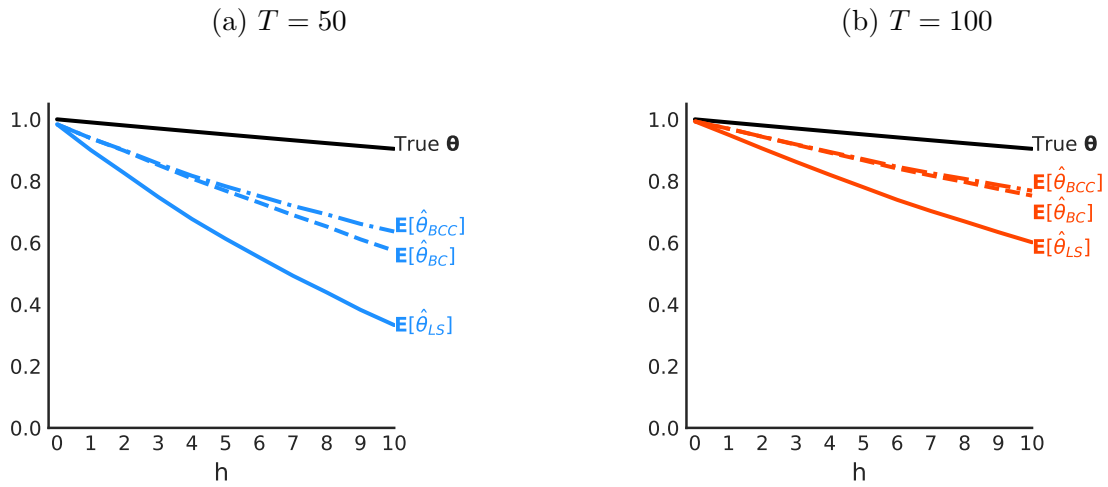 (a) T = 50
1.0
0.8
0.6
0.4
0.2
0.0
True θ
E[θ̂_BCC]
E[θ̂_BC]
E[θ̂_LS]
0 1 2 3 4 5 6 7 8 9 10
h
(b) T = 100
1.0
0.8
0.6
0.4
0.2
0.0
True θ
E[θ̂_BCC]
E[θ̂_BC]
E[θ̂_LS]
0 1 2 3 4 5 6 7 8 9 10
h